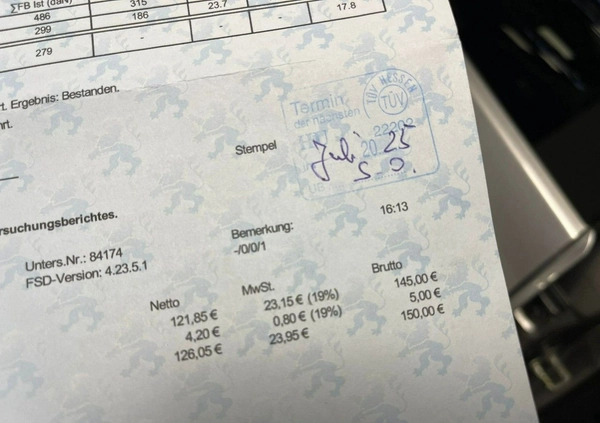 ∑FB Ist (daN) 315 23.7
486 186
299 - - - 17.8
279
rt. Ergebnis: Bestanden.
hrt.
Stempel
Termin
der nächsten
TÜV HESSEN
TÜV
22202
Juli 2025
S-O.
rsuchungsberichtes.
16:13
Unters.Nr.: 84174
FSD-Version: 4.23.5.1
Bemerkung:
-/0/0/1
Netto MwSt. Brutto
121,85 € 23,15 € (19%) 145,00 €
4,20 € 0,80 € (19%) 5,00 €
126,05 € 23,95 € 150,00 €